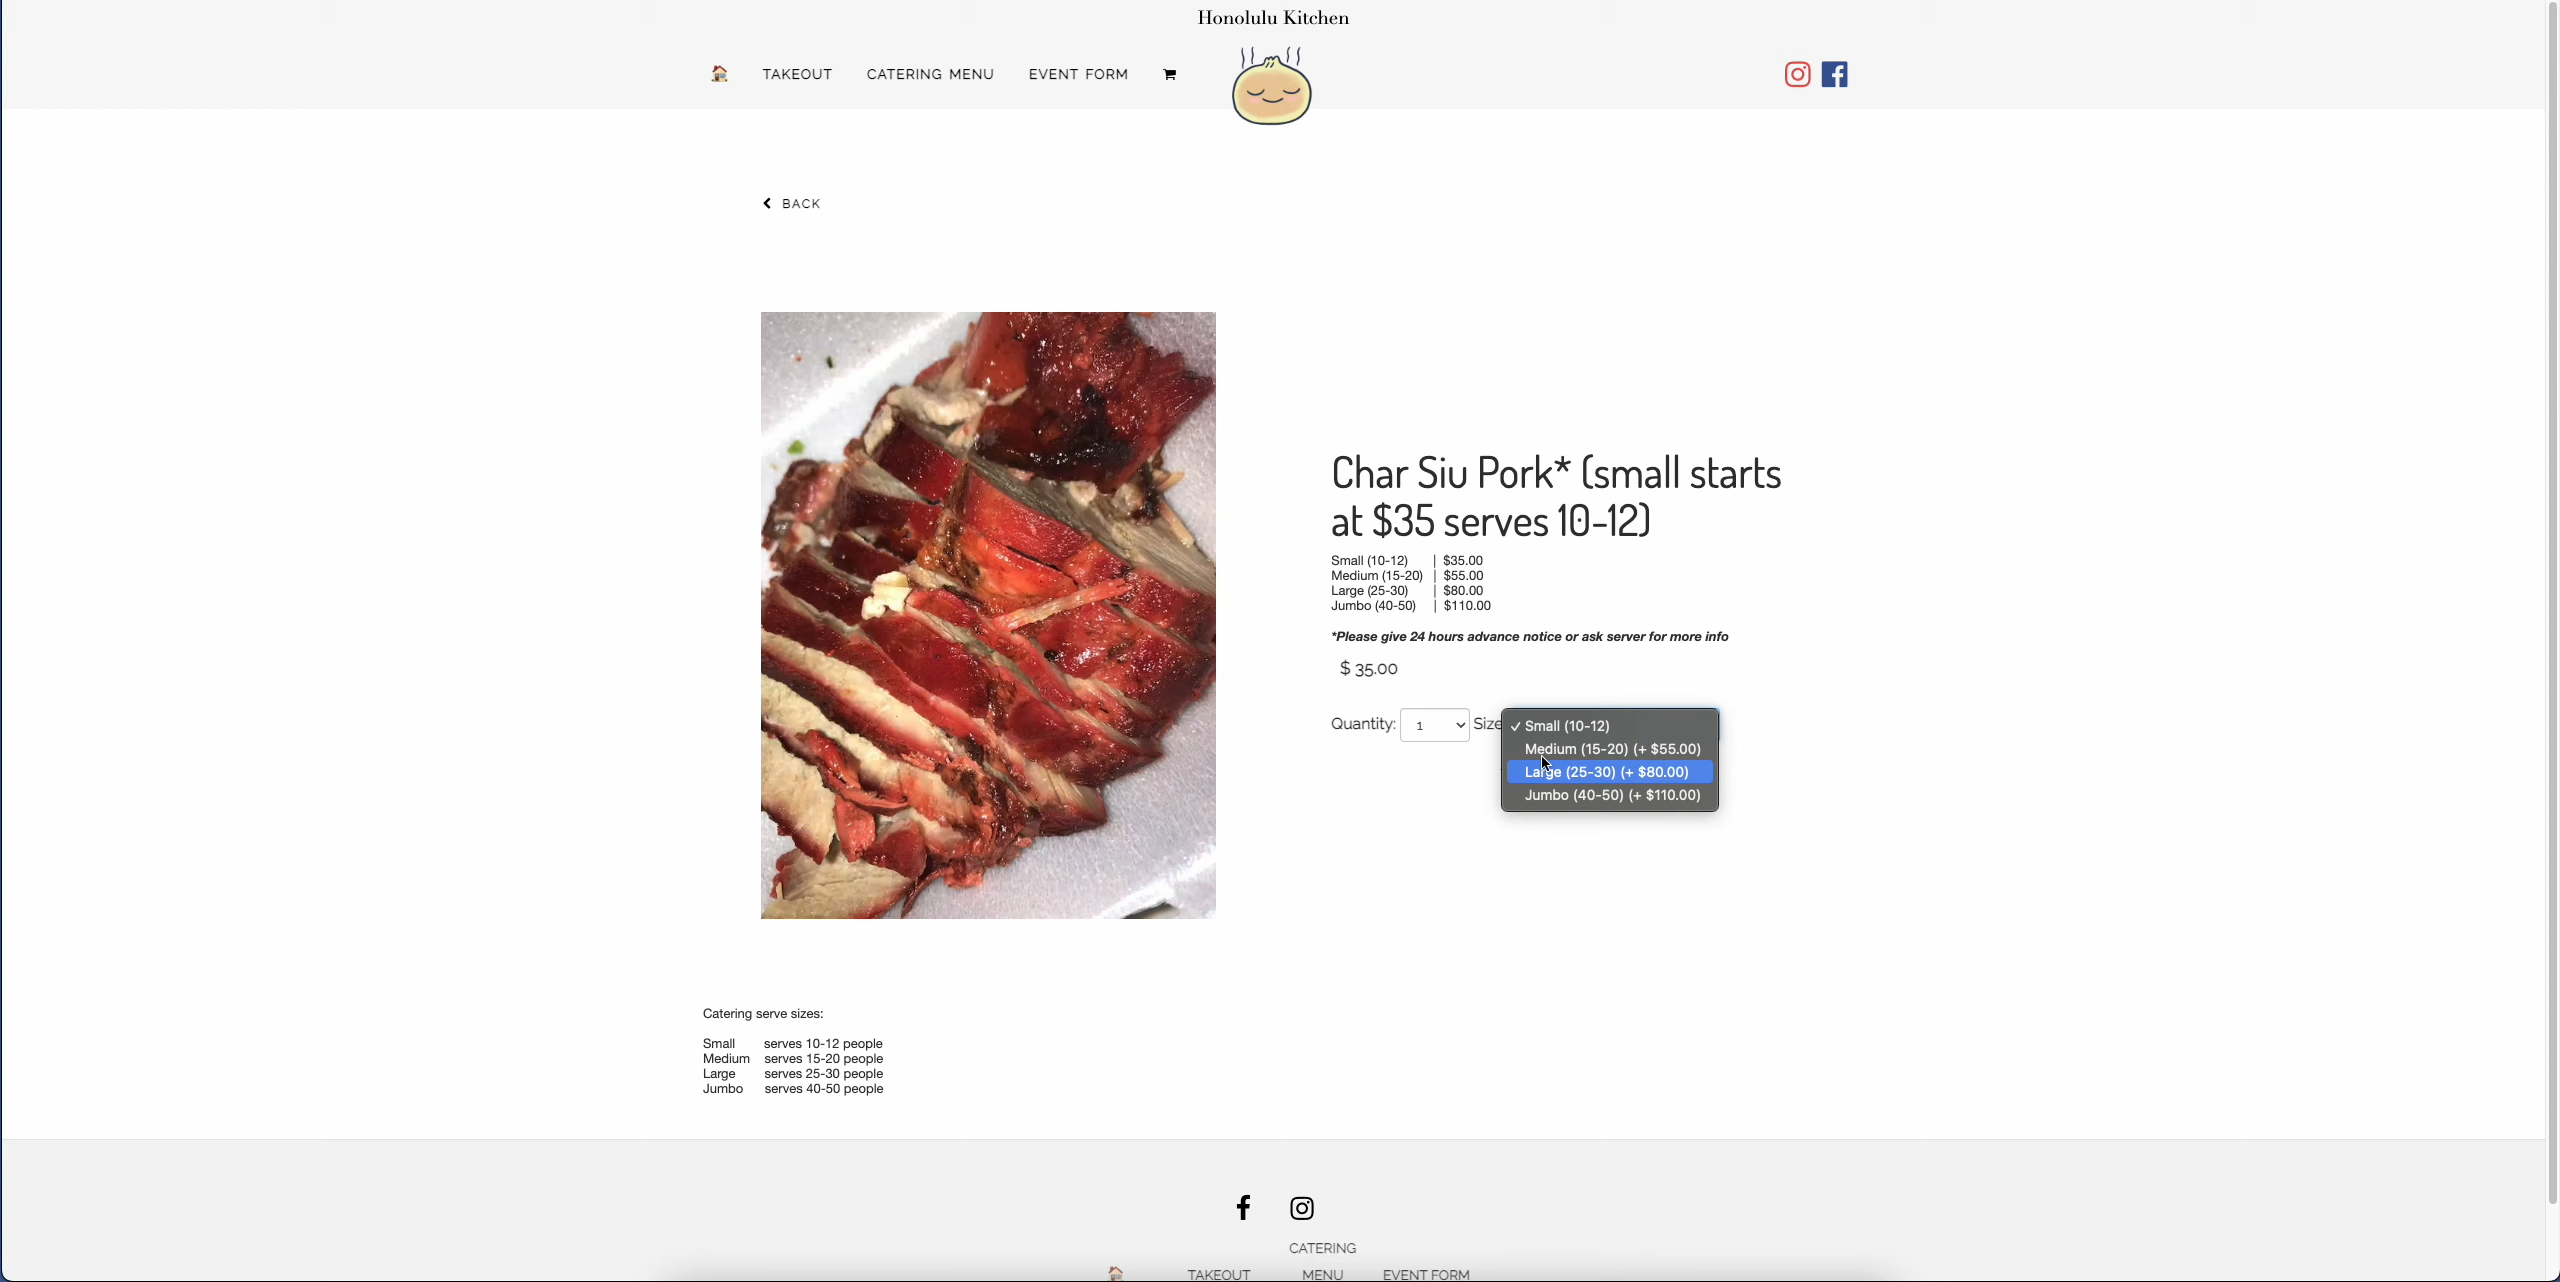 Honolulu Kitchen
TAKEOUT CATERING MENU EVENT FORM
BACK
Char Siu Pork* (small starts
at $35 serves 10-12)
Small (10-12) | $35.00
Medium (15-20) | $55.00
Large (25-30) | $80.00
Jumbo (40-50) | $110.00
*Please give 24 hours advance notice or ask server for more info
$ 35.00
Quantity: 1 Size
✓ Small (10-12)
Medium (15-20) (+ $55.00)
Large (25-30) (+ $80.00)
Jumbo (40-50) (+ $110.00)
Catering serve sizes:
Small serves 10-12 people
Medium serves 15-20 people
Large serves 25-30 people
Jumbo serves 40-50 people
CATERING
TAKEOUT MENU EVENT FORM